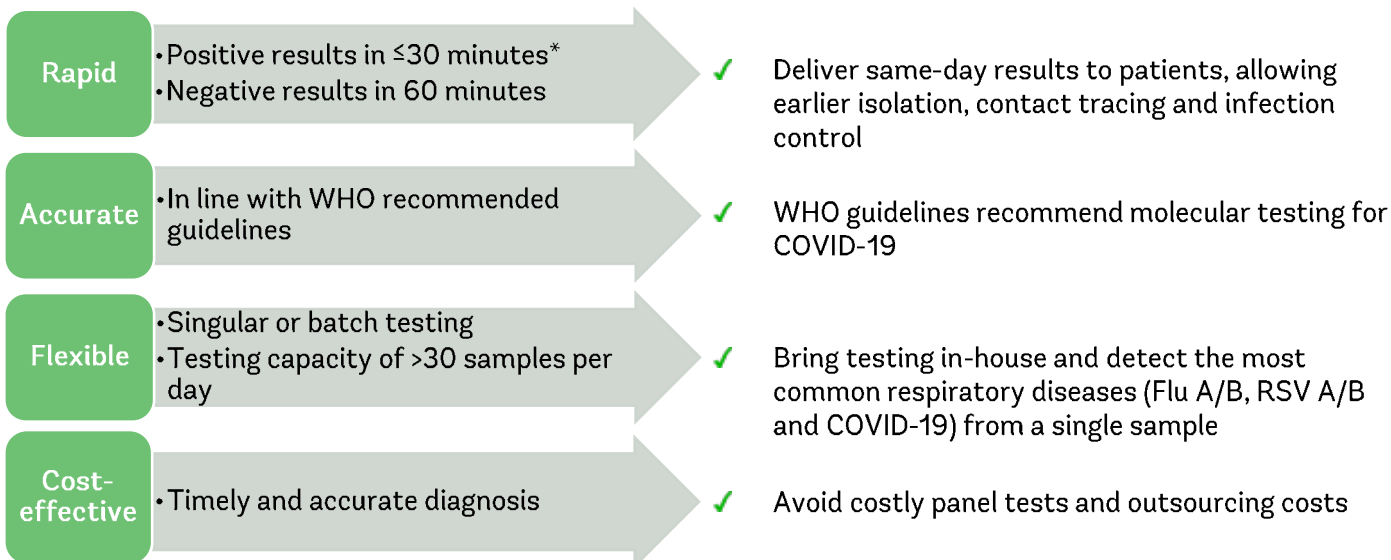 Rapid
•Positive results in ≤30 minutes*
•Negative results in 60 minutes
✓ Deliver same-day results to patients, allowing
earlier isolation, contact tracing and infection
control
Accurate
•In line with WHO recommended
guidelines
✓ WHO guidelines recommend molecular testing for
COVID-19
Flexible
•Singular or batch testing
•Testing capacity of >30 samples per
day
✓ Bring testing in-house and detect the most
common respiratory diseases (Flu A/B, RSV A/B
and COVID-19) from a single sample
Cost-
effective
•Timely and accurate diagnosis
✓ Avoid costly panel tests and outsourcing costs